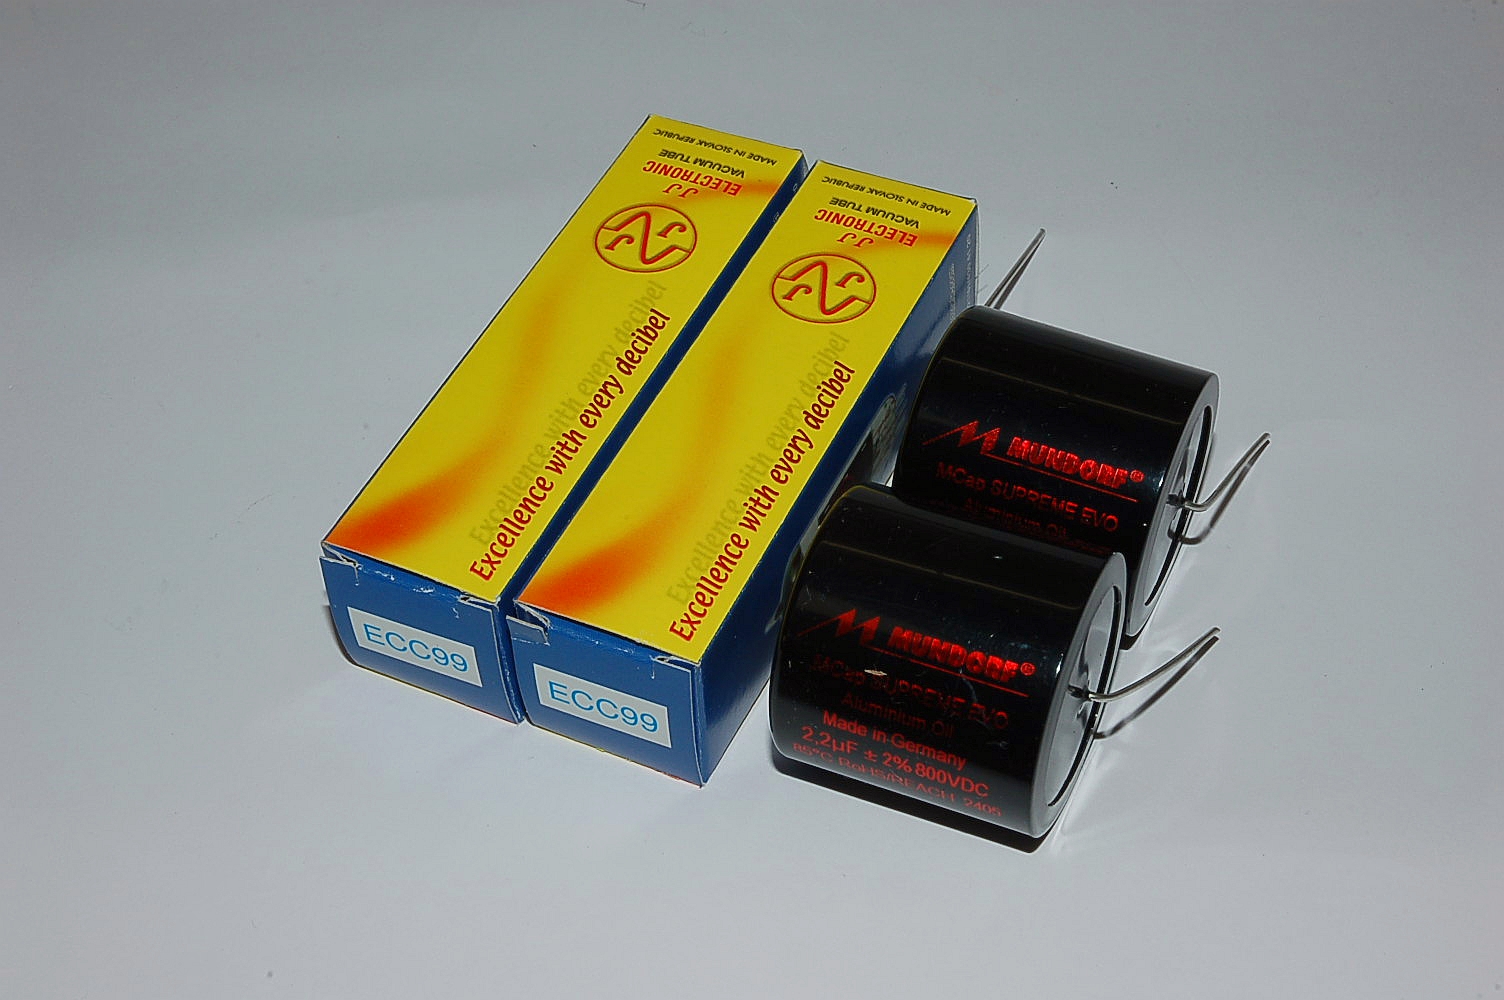 MADE IN SLOVAK REPUBLIC
VACUUM TUBE
JJ
ELECTRONIC
JJ
Excellence with every decibel
Excellence with every decibel
ECC99
MADE IN SLOVAK REPUBLIC
VACUUM TUBE
JJ
ELECTRONIC
JJ
Excellence with every decibel
Excellence with every decibel
ECC99
MUNDORF®
MCap SUPREME EVO
Aluminium Oil
MUNDORF®
MCap SUPREME EVO
Aluminium Oil
Made in Germany
2,2µF ± 2% 800VDC
85°C RoHS/REACH 2405